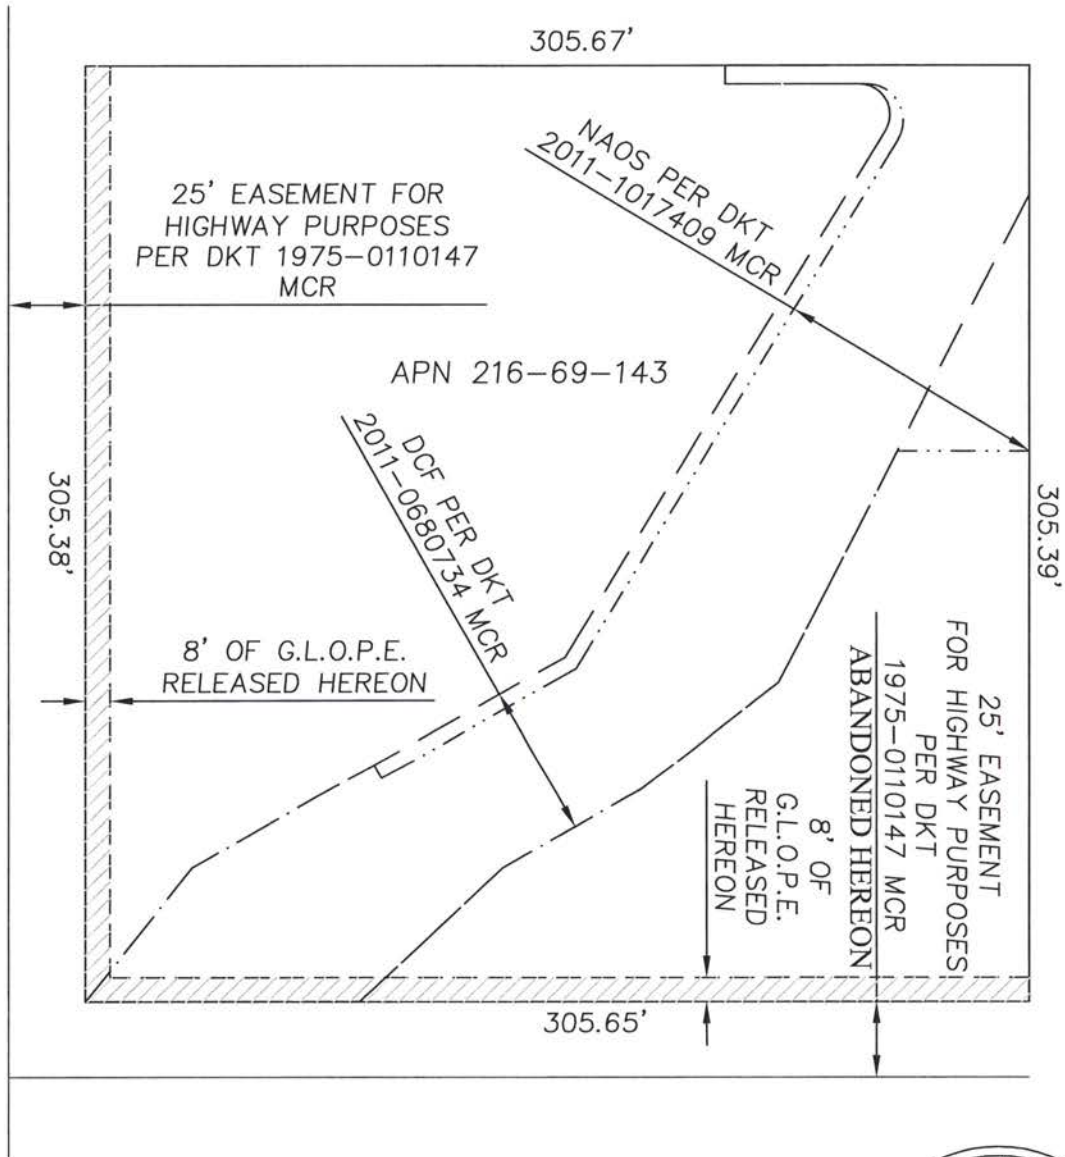 305.67'
NAOS PER DKT
2011-1017409 MCR
25' EASEMENT FOR
HIGHWAY PURPOSES
PER DKT 1975-0110147
MCR
APN 216-69-143
DCF PER DKT
2011-0680734 MCR
305.38'
305.39'
8' OF G.L.O.P.E.
RELEASED HEREON
25' EASEMENT
FOR HIGHWAY PURPOSES
PER DKT
1975-0110147 MCR
ABANDONED HEREON
8' OF
G.L.O.P.E.
RELEASED
HEREON
305.65'